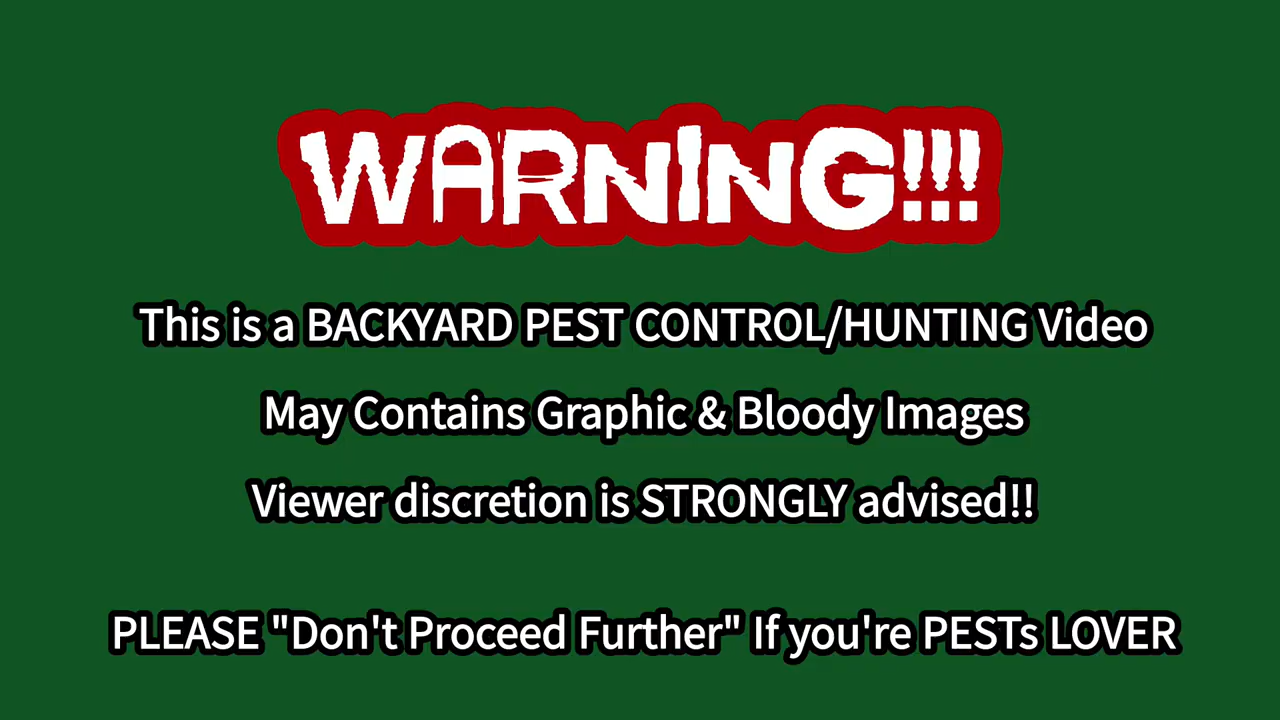 WARNING!!!
This is a BACKYARD PEST CONTROL/HUNTING Video
May Contains Graphic & Bloody Images
Viewer discretion is STRONGLY advised!!
PLEASE "Don't Proceed Further" If you're PESTs LOVER